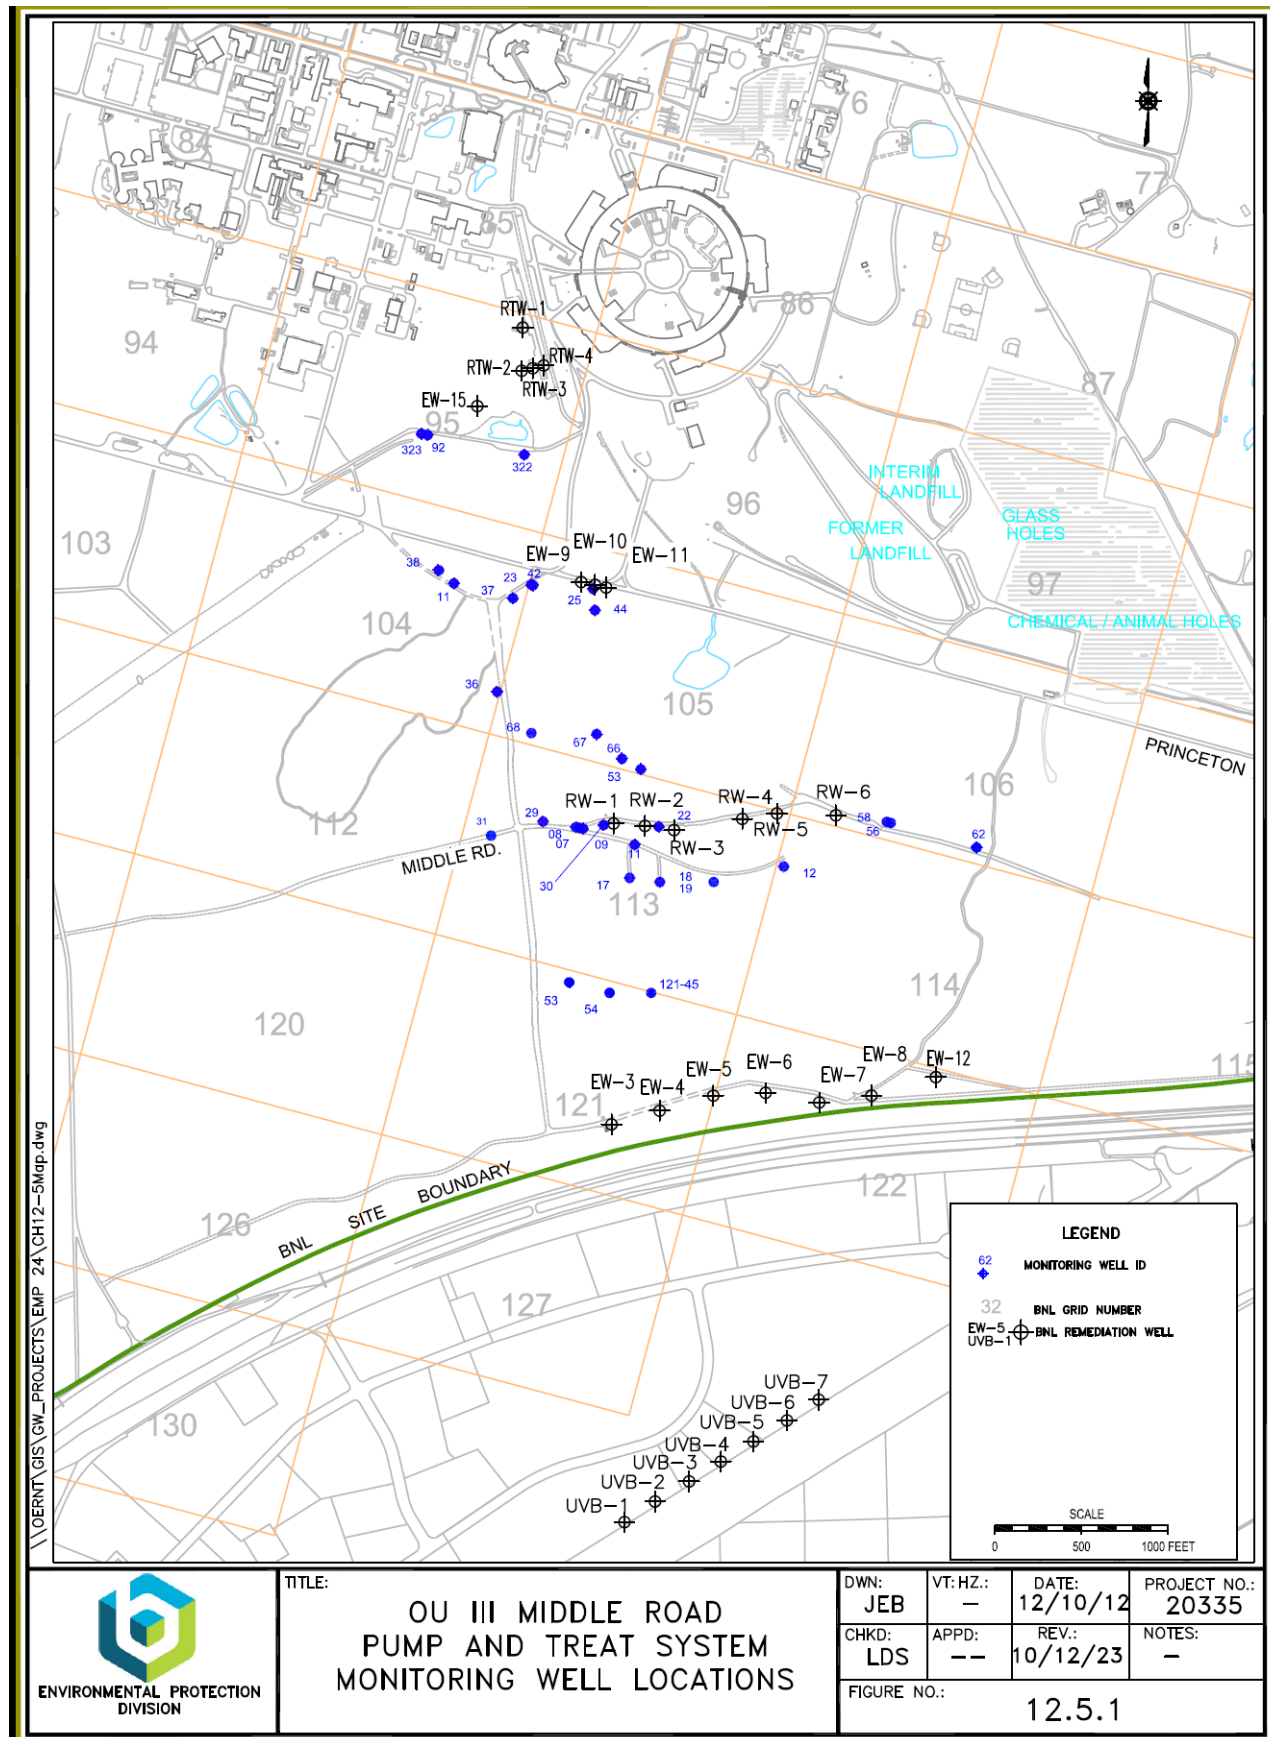 76
84
77
85
86
RTW-1
94
RTW-4
RTW-2
RTW-3
87
EW-15
95
323
92
322
INTERIM
LANDFILL
96
GLASS
HOLES
FORMER
LANDFILL
103
EW-10
EW-9
EW-11
97
38
11
37
23
42
25
44
CHEMICAL / ANIMAL HOLES
104
36
105
68
67
66
53
PRINCETON
106
112
RW-1
RW-2
RW-4
RW-6
31
29
08
07
09
22
RW-5
58
56
RW-3
62
MIDDLE RD.
11
30
17
18
19
12
113
53
54
121-45
114
120
EW-8
EW-12
EW-6
EW-5
EW-7
EW-3
EW-4
115
121
122
BNL SITE BOUNDARY
126
127
130
UVB-7
UVB-6
UVB-5
UVB-4
UVB-3
UVB-2
UVB-1
LEGEND
62
MONITORING WELL ID
32
BNL GRID NUMBER
EW-5
UVB-1
BNL REMEDIATION WELL
SCALE
0 500 1000 FEET
\\OERNT\GIS\GW_PROJECTS\EMP 24\CH12-5Map.dwg
ENVIRONMENTAL PROTECTION
DIVISION
TITLE:
OU III MIDDLE ROAD
PUMP AND TREAT SYSTEM
MONITORING WELL LOCATIONS
DWN:
JEB
VT: HZ.:
–
DATE:
12/10/12
PROJECT NO.:
20335
CHKD:
LDS
APPD:
--
REV.:
10/12/23
NOTES:
–
FIGURE NO.:
12.5.1